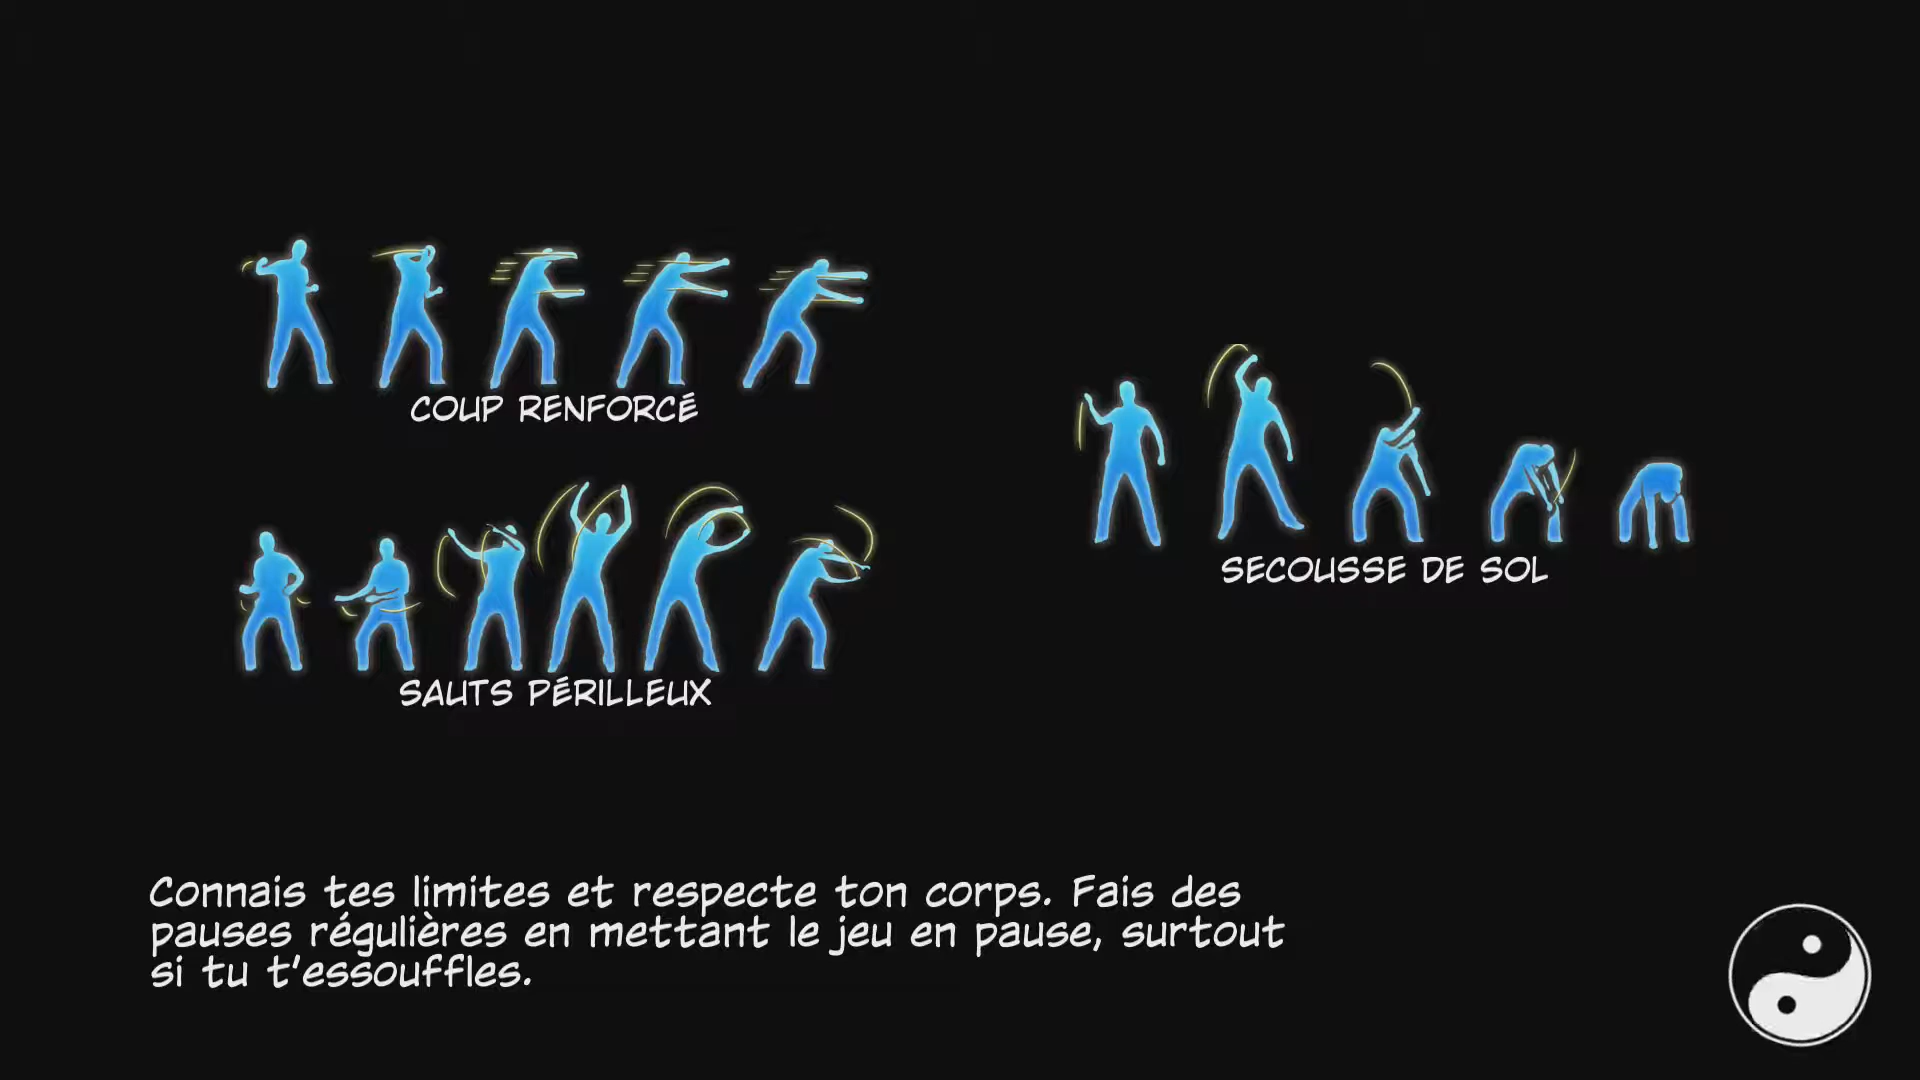 COUP RENFORCÉ
SAUTS PÉRILLEUX
SECOUSSE DE SOL
Connais tes limites et respecte ton corps. Fais des
pauses régulières en mettant le jeu en pause, surtout
si tu t'essouffles.